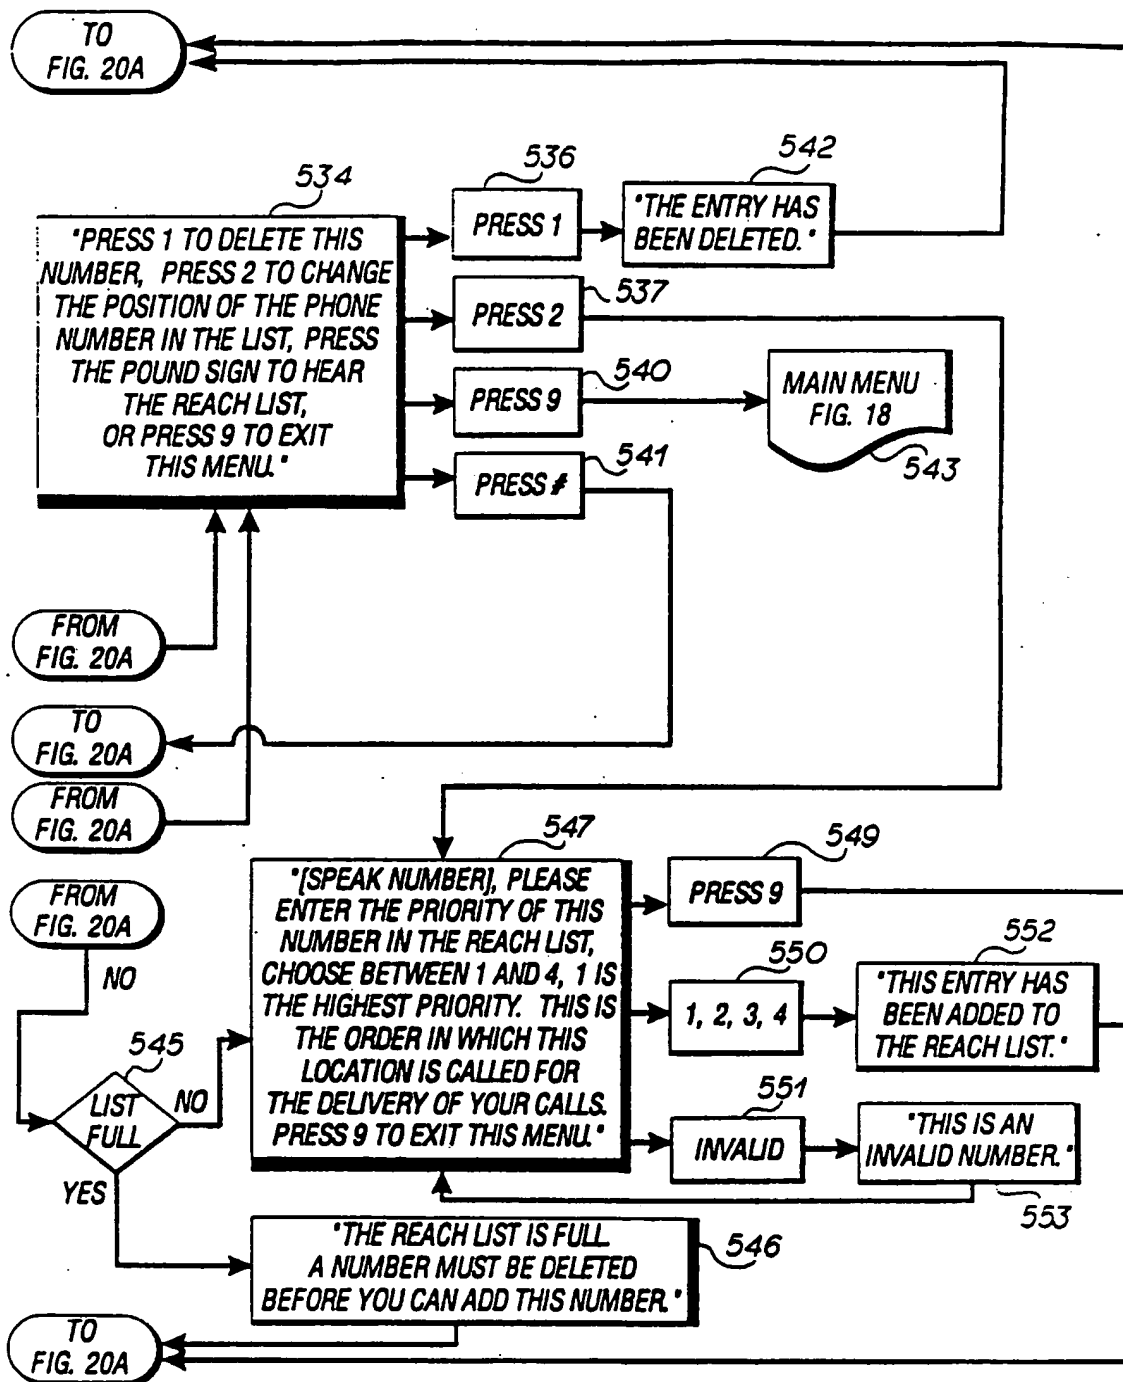 TO
FIG. 20A
534
"PRESS 1 TO DELETE THIS
NUMBER, PRESS 2 TO CHANGE
THE POSITION OF THE PHONE
NUMBER IN THE LIST, PRESS
THE POUND SIGN TO HEAR
THE REACH LIST,
OR PRESS 9 TO EXIT
THIS MENU."
536
PRESS 1
542
"THE ENTRY HAS
BEEN DELETED."
537
PRESS 2
540
PRESS 9
MAIN MENU
FIG. 18
543
541
PRESS #
FROM
FIG. 20A
TO
FIG. 20A
FROM
FIG. 20A
FROM
FIG. 20A
NO
545
LIST
FULL
NO
YES
547
"[SPEAK NUMBER], PLEASE
ENTER THE PRIORITY OF THIS
NUMBER IN THE REACH LIST,
CHOOSE BETWEEN 1 AND 4, 1 IS
THE HIGHEST PRIORITY. THIS IS
THE ORDER IN WHICH THIS
LOCATION IS CALLED FOR
THE DELIVERY OF YOUR CALLS.
PRESS 9 TO EXIT THIS MENU."
549
PRESS 9
550
1, 2, 3, 4
552
"THIS ENTRY HAS
BEEN ADDED TO
THE REACH LIST."
551
INVALID
"THIS IS AN
INVALID NUMBER."
553
"THE REACH LIST IS FULL
A NUMBER MUST BE DELETED
BEFORE YOU CAN ADD THIS NUMBER."
546
TO
FIG. 20A